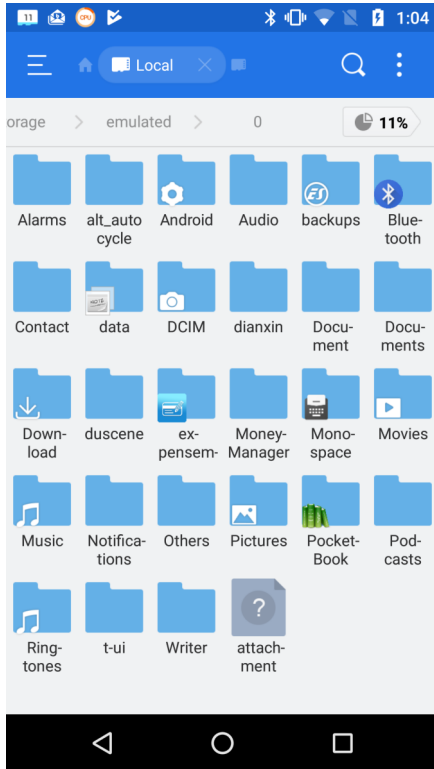 11 CPU 1:04
Local
orage > emulated > 0 11%
Alarms alt_auto Android Audio backups Blue-
cycle tooth
Contact data DCIM dianxin Docu- Docu-
ment ments
Down- duscene ex- Money- Mono- Movies
load pensem- Manager space
Music Notifica- Others Pictures Pocket- Pod-
tions Book casts
Ring- t-ui Writer attach-
tones ment